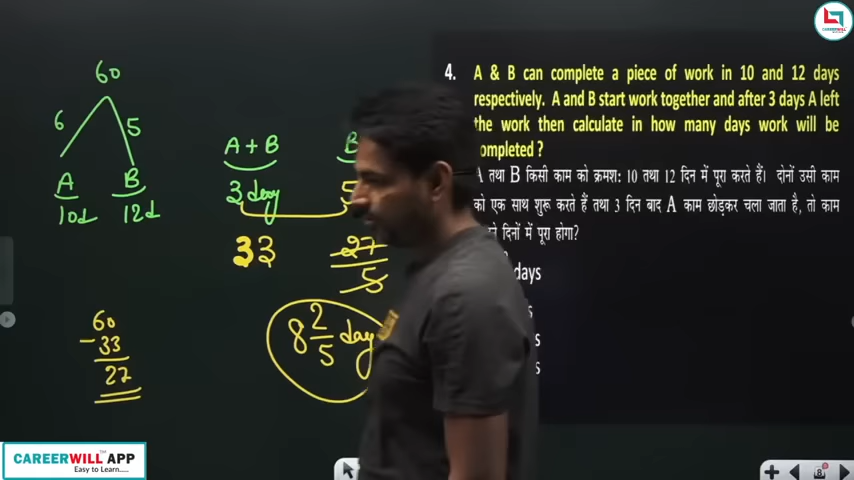 60
6 5
A B
10d 12d
A + B B
3 day 5
33 27
5
8 2/5 day
60
- 33
27
4. A & B can complete a piece of work in 10 and 12 days
respectively. A and B start work together and after 3 days A left
the work then calculate in how many days work will be
ompleted ?
A तथा B किसी काम को क्रमश: 10 तथा 12 दिन में पूरा करते हैं। दोनों उसी काम
को एक साथ शुरू करते हैं तथा 3 दिन बाद A काम छोड़कर चला जाता है, तो काम
दिनों में पूरा होगा?
days
s
s
s
CAREERWILL
CAREERWILL APP
Easy to Learn.....
8